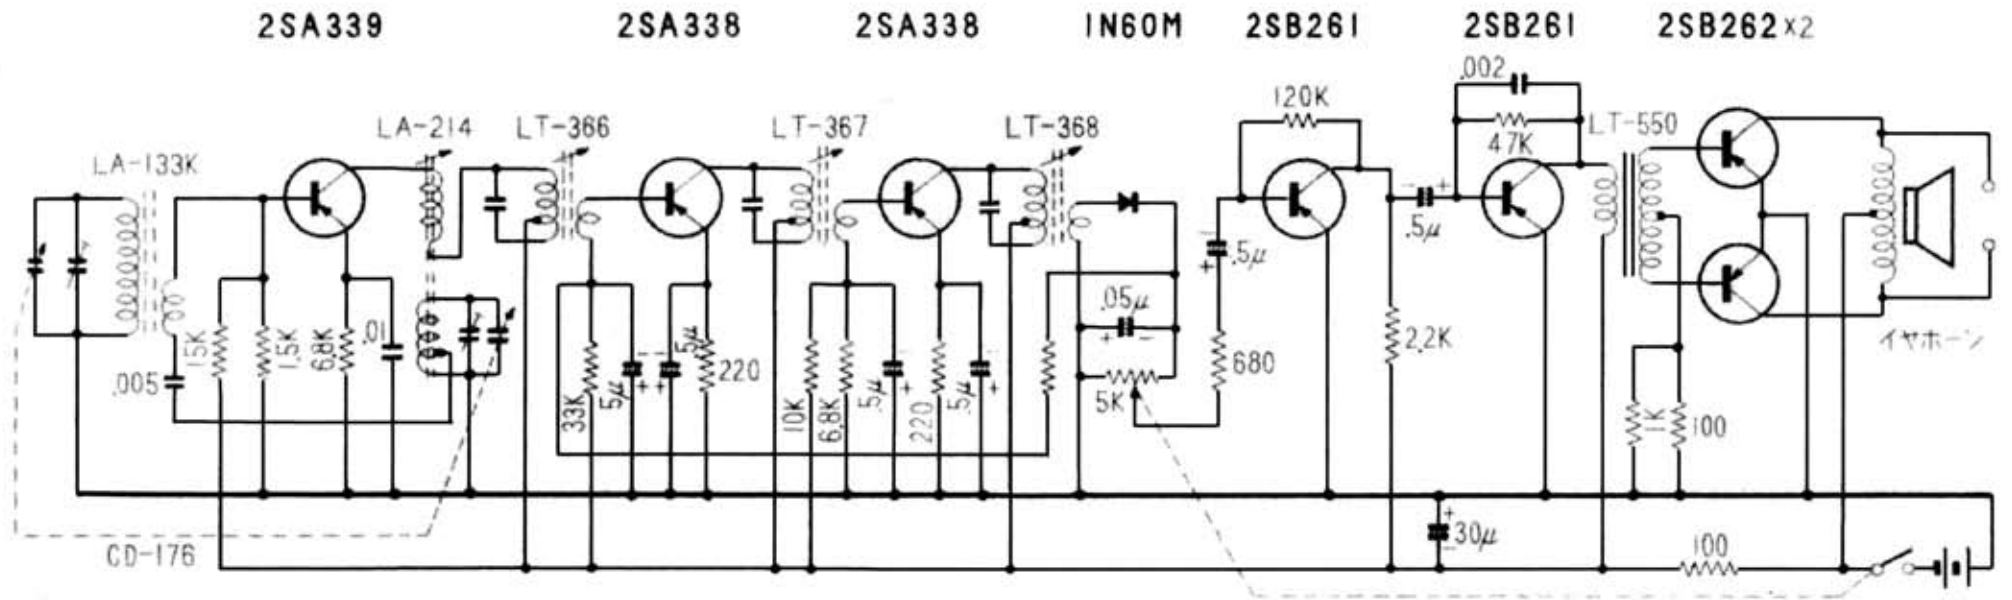 2SA339
2SA338
2SA338
1N60M
2SB261
2SB261
2SB262×2
LA-133K
LA-214
LT-366
LT-367
LT-368
120K
.002
47K
LT-550
.5μ
.5μ
.05μ
+
-
15K
1.5K
6.8K
.01
.005
33K
.5μ
.5μ
220
10K
6.8K
.5μ
220
.5μ
5K
680
2.2K
1K
100
イヤホーン
CD-176
30μ
100